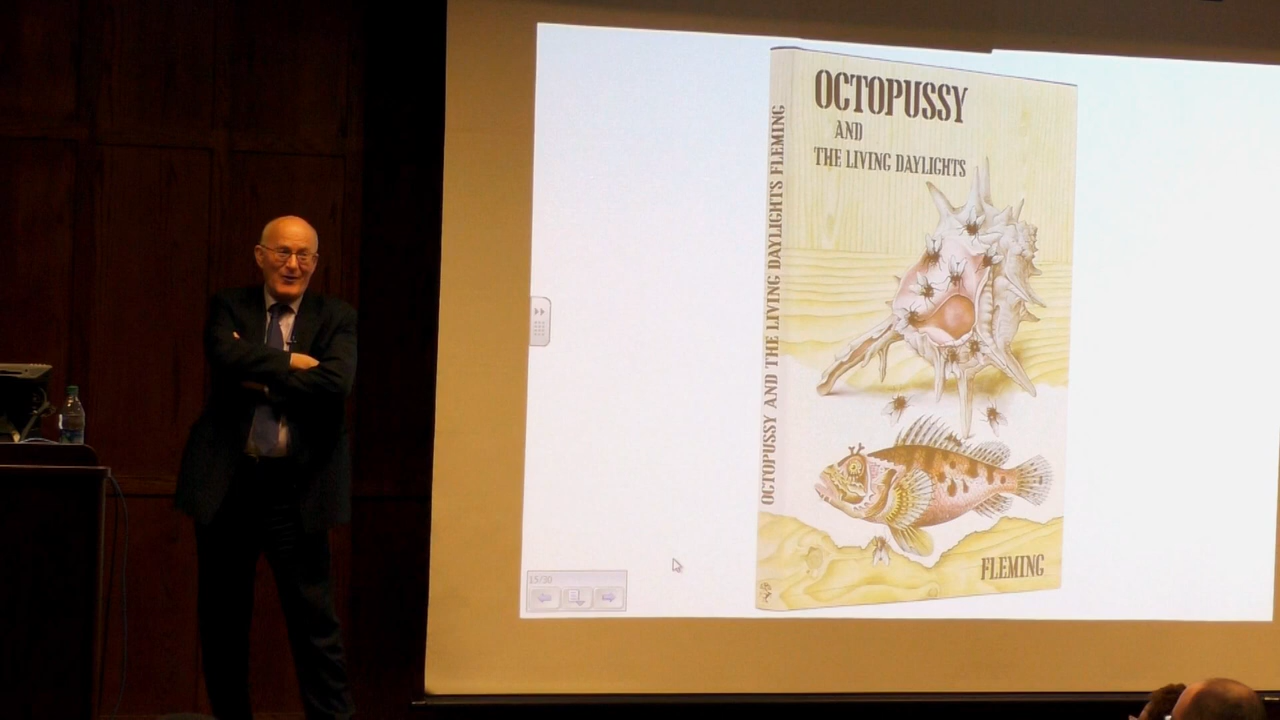 OCTOPUSSY
AND
THE LIVING DAYLIGHTS
OCTOPUSSY AND THE LIVING DAYLIGHTS FLEMING
FLEMING
15/30